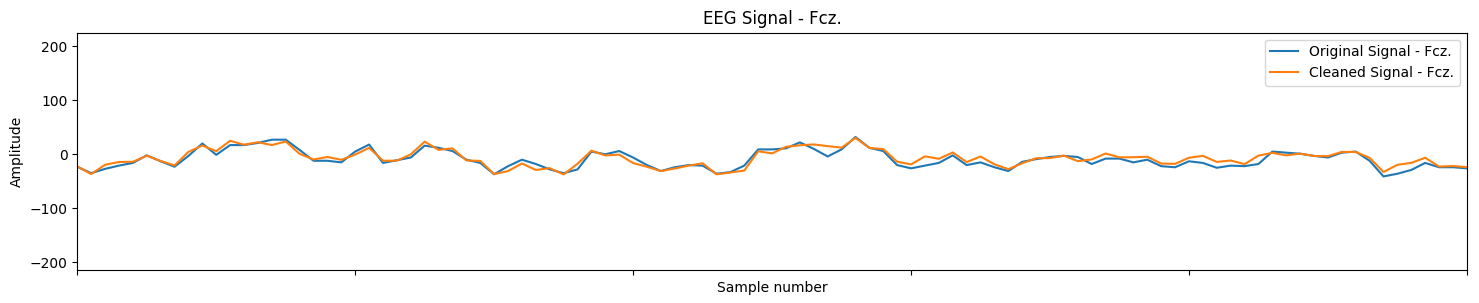 EEG Signal - Fcz.
Original Signal - Fcz.
Cleaned Signal - Fcz.
Amplitude
200
100
0
−100
−200
Sample number